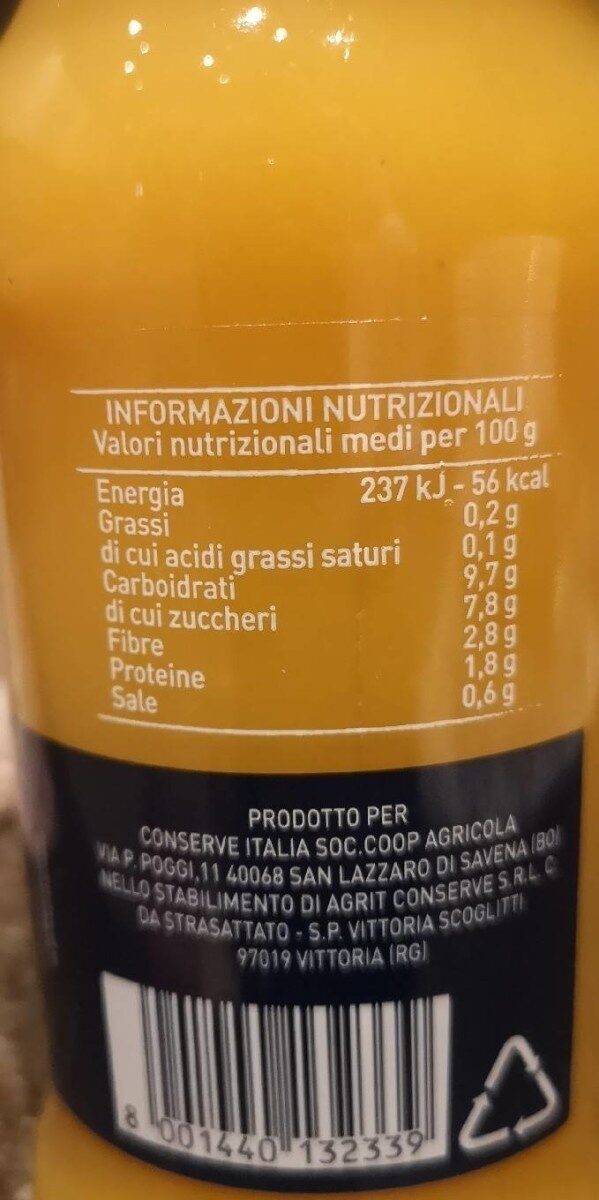 INFORMAZIONI NUTRIZIONALI
Valori nutrizionali medi per 100 g
Energia 237 kJ - 56 kcal
Grassi 0,2 g
di cui acidi grassi saturi 0,1 g
Carboidrati 9,7 g
di cui zuccheri 7,8 g
Fibre 2,8 g
Proteine 1,8 g
Sale 0,6 g
PRODOTTO PER
CONSERVE ITALIA SOC.COOP AGRICOLA
VIA P. POGGI,11 40068 SAN LAZZARO DI SAVENA (BO)
NELLO STABILIMENTO DI AGRIT CONSERVE S.R.L. C.
DA STRASATTATO - S.P. VITTORIA SCOGLITTI
97019 VITTORIA (RG)
8 001440 132339